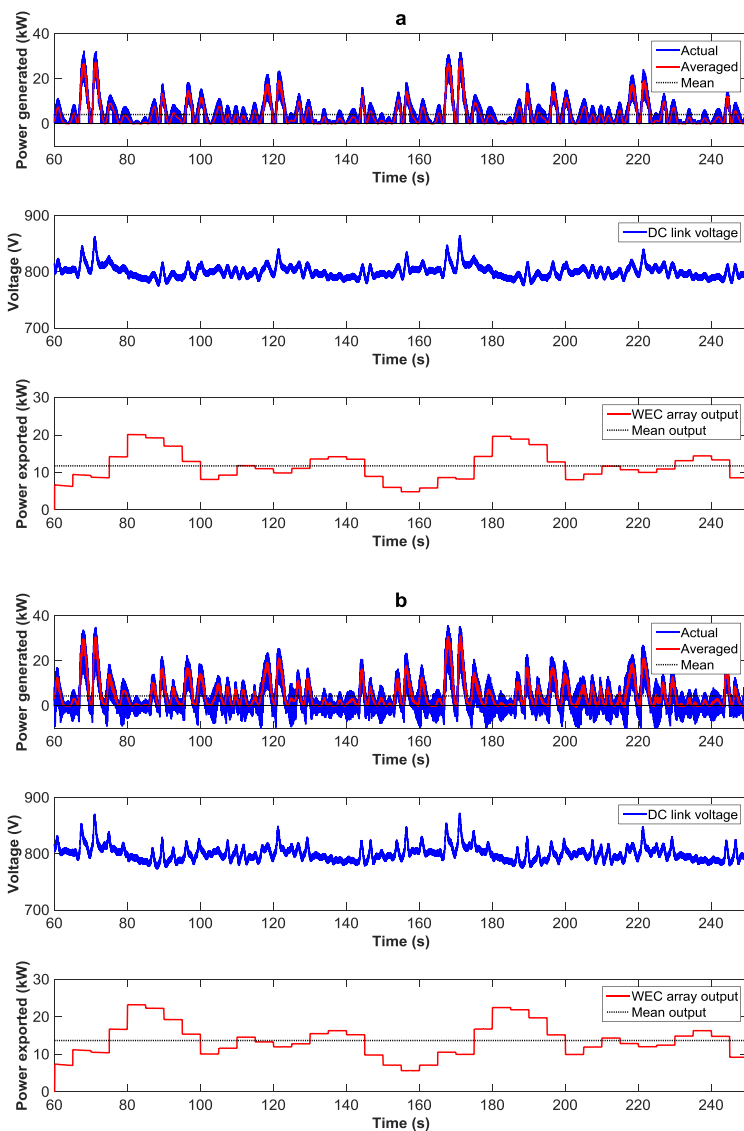 a
Power generated (kW)
40
20
0
Actual
Averaged
Mean
60 80 100 120 140 160 180 200 220 240
Time (s)
Voltage (V)
900
800
700
DC link voltage
60 80 100 120 140 160 180 200 220 240
Time (s)
Power exported (kW)
30
20
10
0
WEC array output
Mean output
60 80 100 120 140 160 180 200 220 240
Time (s)
b
Power generated (kW)
40
20
0
Actual
Averaged
Mean
60 80 100 120 140 160 180 200 220 240
Time (s)
Voltage (V)
900
800
700
DC link voltage
60 80 100 120 140 160 180 200 220 240
Time (s)
Power exported (kW)
30
20
10
0
WEC array output
Mean output
60 80 100 120 140 160 180 200 220 240
Time (s)